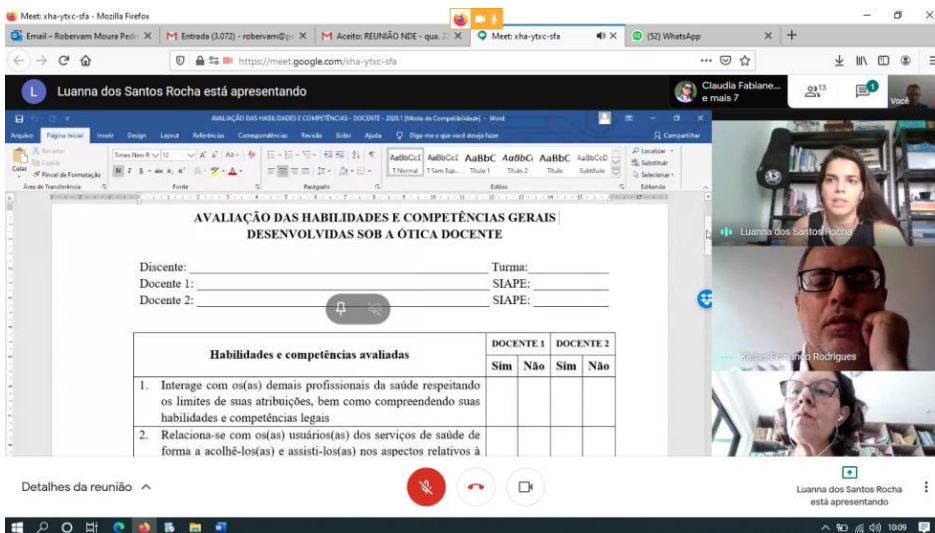 Meet: xha-ytxc-sfa - Mozilla Firefox
Email – Robervam Moura Pedr
Entrada (3.072) - robervam@p
Aceito: REUNIÃO NDE - qua. 2
Meet: xha-ytxc-sfa
(52) WhatsApp
https://meet.google.com/xha-ytxc-sfa
L Luanna dos Santos Rocha está apresentando
Claudia Fabiane...
e mais 7
13
1
Você
AVALIAÇÃO DAS HABILIDADES E COMPETÊNCIAS - DOCENTE - 2020.1 [Modo de Compatibilidade] - Word
Arquivo Página Inicial Inserir Design Layout Referências Correspondências Revisão Exibir Ajuda Diga-me o que você deseja fazer Compartilhar
Colar
Recortar
Copiar
Pincel de Formatação
Times New R 12
N I S
AaBbCcL AaBbCcL AaBbC AaBbCc AaBbC AaBbCcD
1 Normal 1 Sem Esp... Título 1 Título 2 Título Subtítulo
Localizar
Substituir
Selecionar
Área de Transferência Fonte Parágrafo Estilos Editando
AVALIAÇÃO DAS HABILIDADES E COMPETÊNCIAS GERAIS
DESENVOLVIDAS SOB A ÓTICA DOCENTE
Discente: Turma:
Docente 1: SIAPE:
Docente 2: SIAPE:
Habilidades e competências avaliadas
DOCENTE 1 DOCENTE 2
Sim Não Sim Não
1. Interage com os(as) demais profissionais da saúde respeitando
os limites de suas atribuições, bem como compreendendo suas
habilidades e competências legais
2. Relaciona-se com os(as) usuários(as) dos serviços de saúde de
forma a acolhê-los(as) e assisti-los(as) nos aspectos relativos à
Luanna dos Santos Rocha
Kleber Fernando Rodrigues
Detalhes da reunião
Luanna dos Santos Rocha
está apresentando
10:09